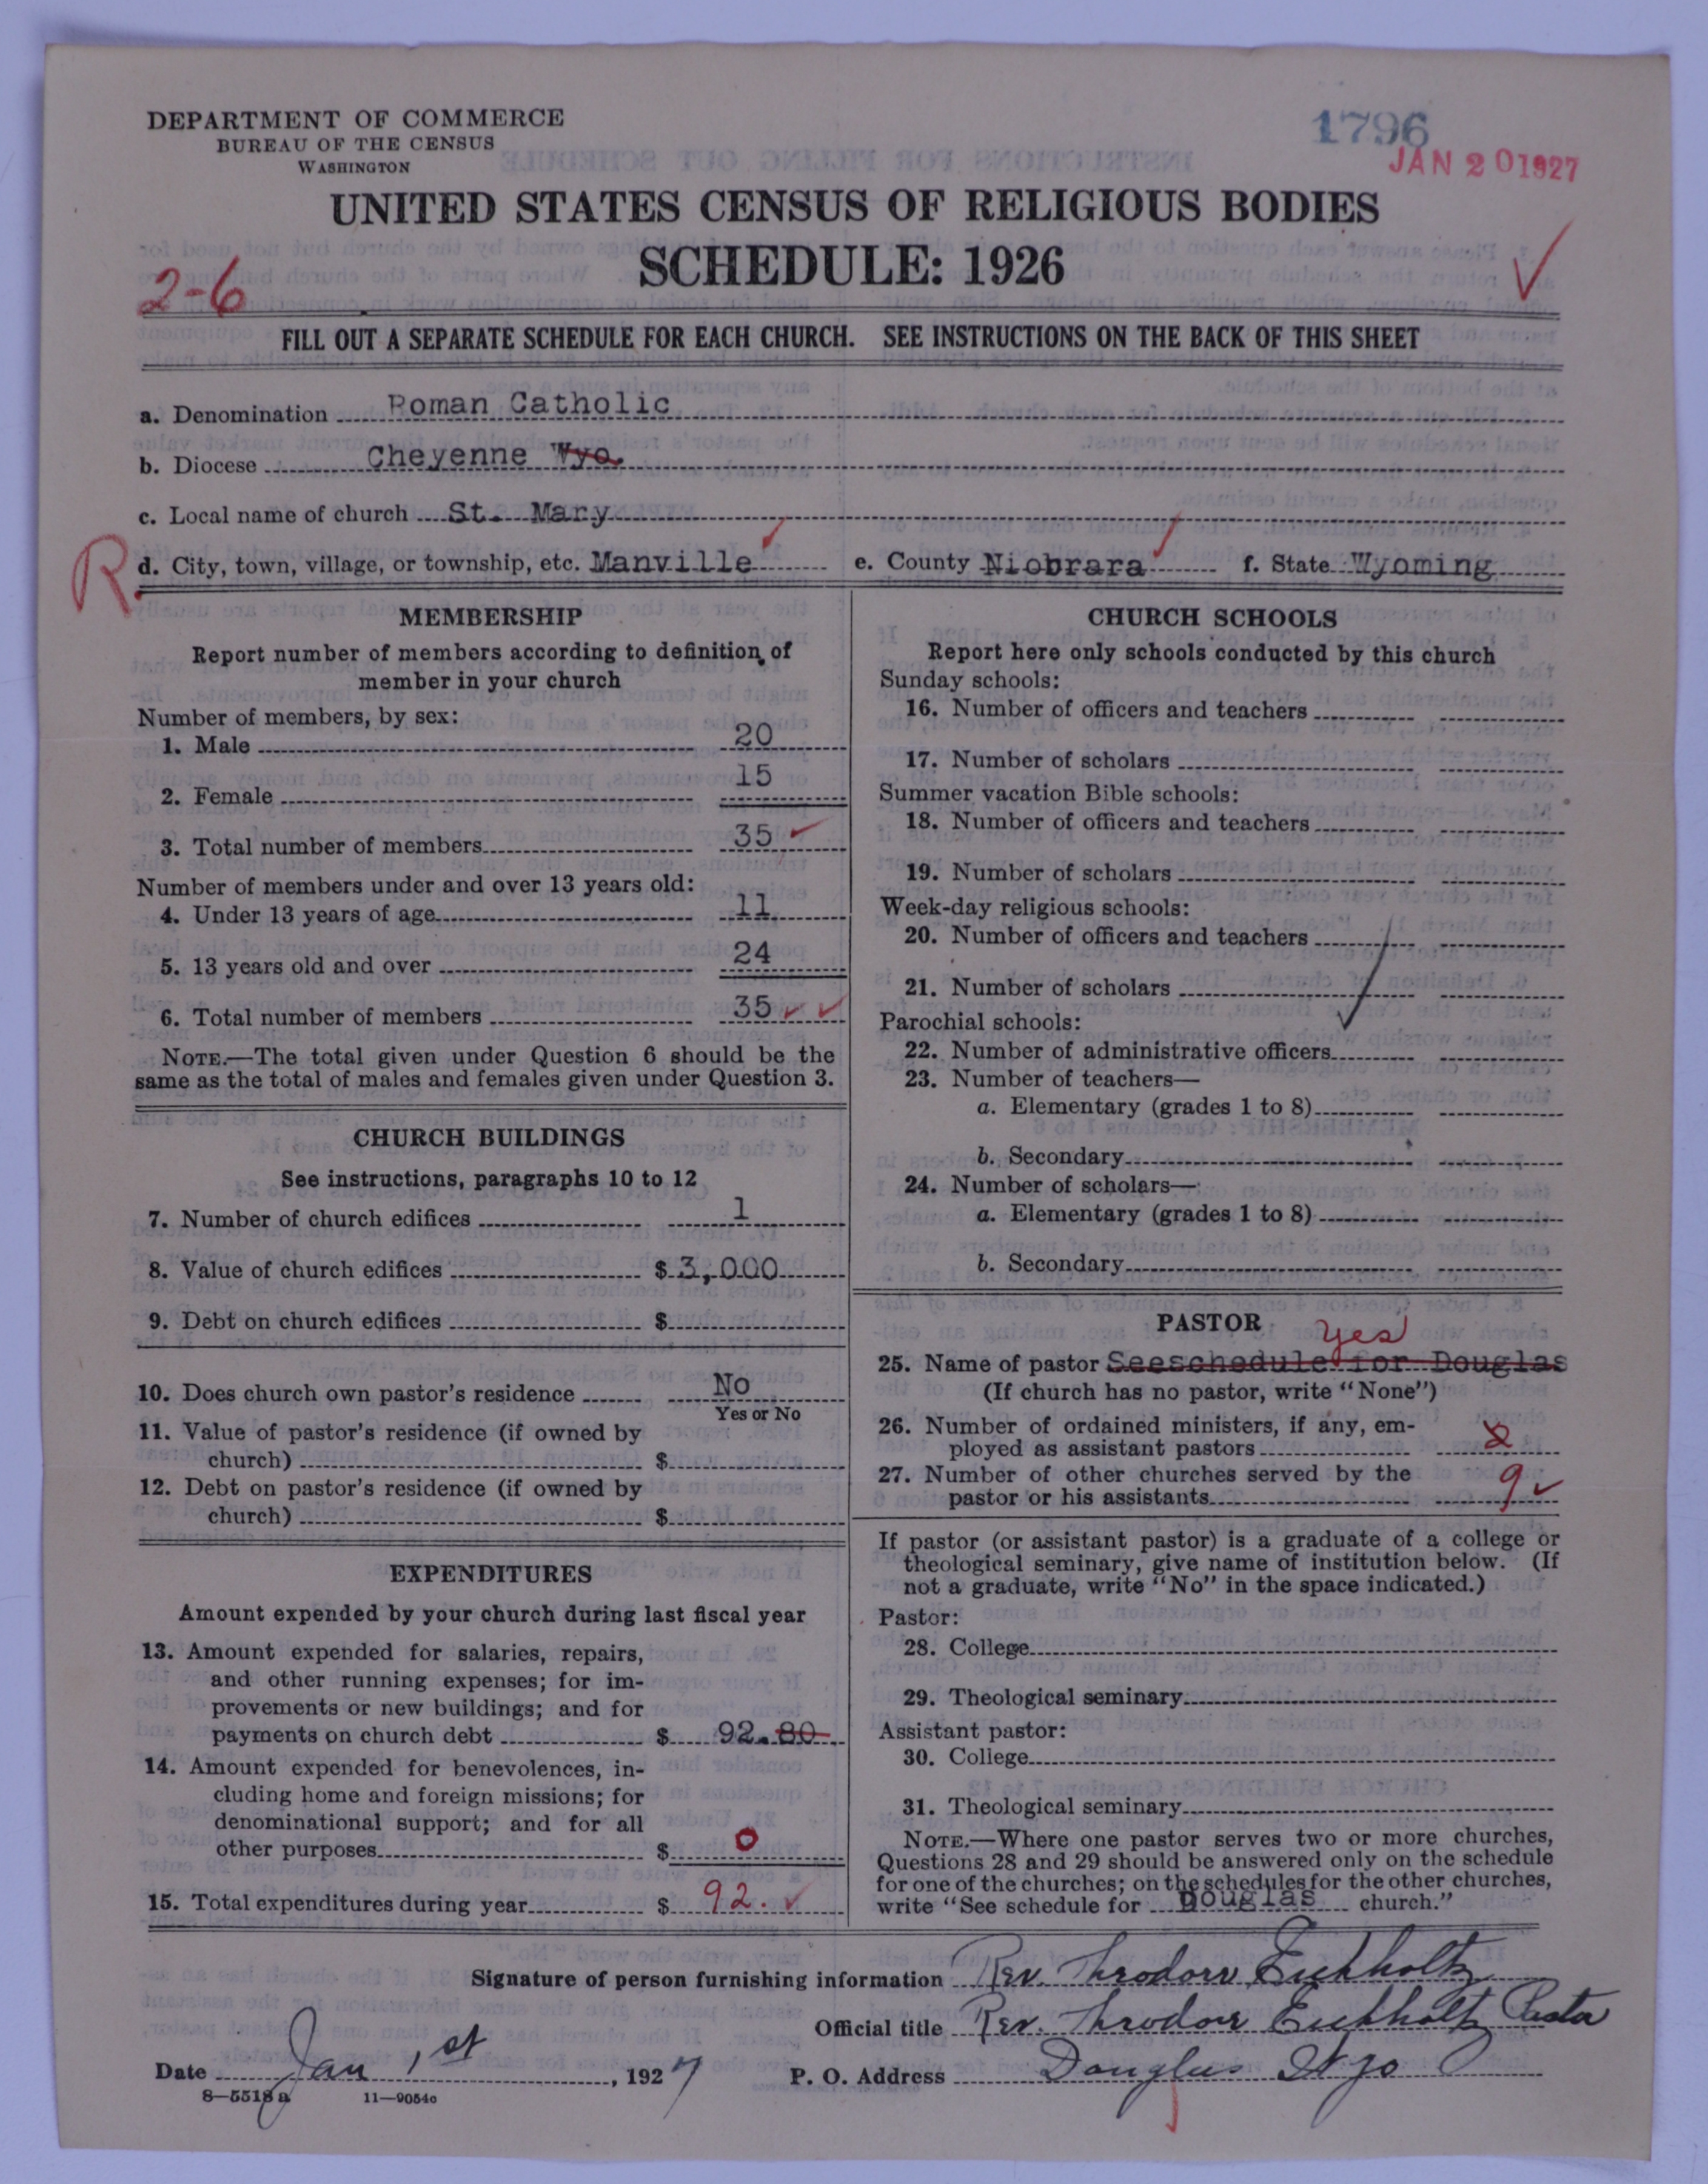 DEPARTMENT OF COMMERCE
BUREAU OF THE CENSUS
WASHINGTON
1796
JAN 20 1927
UNITED STATES CENSUS OF RELIGIOUS BODIES
SCHEDULE: 1926
2-6
FILL OUT A SEPARATE SCHEDULE FOR EACH CHURCH. SEE INSTRUCTIONS ON THE BACK OF THIS SHEET
a. Denomination Roman Catholic
b. Diocese Cheyenne Wyo.
c. Local name of church St. Mary
R. d. City, town, village, or township, etc. Manville e. County Niobrara f. State Wyoming
MEMBERSHIP
Report number of members according to definition of
member in your church
Number of members, by sex:
1. Male 20
2. Female 15
3. Total number of members 35
Number of members under and over 13 years old:
4. Under 13 years of age 11
5. 13 years old and over 24
6. Total number of members 35
NOTE.—The total given under Question 6 should be the
same as the total of males and females given under Question 3.
CHURCH BUILDINGS
See instructions, paragraphs 10 to 12
7. Number of church edifices 1
8. Value of church edifices $ 3,000
9. Debt on church edifices $
10. Does church own pastor's residence No
Yes or No
11. Value of pastor's residence (if owned by
church) $
12. Debt on pastor's residence (if owned by
church) $
EXPENDITURES
Amount expended by your church during last fiscal year
13. Amount expended for salaries, repairs,
and other running expenses; for im-
provements or new buildings; and for
payments on church debt $ 92.80
14. Amount expended for benevolences, in-
cluding home and foreign missions; for
denominational support; and for all
other purposes $ 0
15. Total expenditures during year $ 92.
CHURCH SCHOOLS
Report here only schools conducted by this church
Sunday schools:
16. Number of officers and teachers
17. Number of scholars
Summer vacation Bible schools:
18. Number of officers and teachers
19. Number of scholars
Week-day religious schools:
20. Number of officers and teachers
21. Number of scholars
Parochial schools:
22. Number of administrative officers
23. Number of teachers—
a. Elementary (grades 1 to 8)
b. Secondary
24. Number of scholars—
a. Elementary (grades 1 to 8)
b. Secondary
PASTOR
yes
25. Name of pastor Seeschedule for Douglas
(If church has no pastor, write "None")
26. Number of ordained ministers, if any, em-
ployed as assistant pastors
27. Number of other churches served by the
pastor or his assistants 9
If pastor (or assistant pastor) is a graduate of a college or
theological seminary, give name of institution below. (If
not a graduate, write "No" in the space indicated.)
Pastor:
28. College
29. Theological seminary
Assistant pastor:
30. College
31. Theological seminary
NOTE.—Where one pastor serves two or more churches,
Questions 28 and 29 should be answered only on the schedule
for one of the churches; on the schedules for the other churches,
write "See schedule for Douglas church."
Signature of person furnishing information Rev. Throdorr Eichholtz
Official title Rev. Throdorr Eichholtz Pastor
Date Jan 1st, 1927 P. O. Address Douglas Wyo
8—5518 a 11—9054c